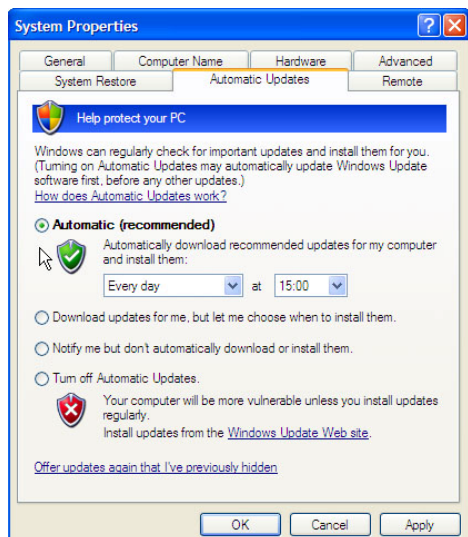 System Properties
General
Computer Name
Hardware
Advanced
System Restore
Automatic Updates
Remote
Help protect your PC
Windows can regularly check for important updates and install them for you.
(Turning on Automatic Updates may automatically update Windows Update
software first, before any other updates.)
How does Automatic Updates work?
Automatic (recommended)
Automatically download recommended updates for my computer
and install them:
Every day at 15:00
Download updates for me, but let me choose when to install them.
Notify me but don't automatically download or install them.
Turn off Automatic Updates.
Your computer will be more vulnerable unless you install updates
regularly.
Install updates from the Windows Update Web site.
Offer updates again that I've previously hidden
OK
Cancel
Apply